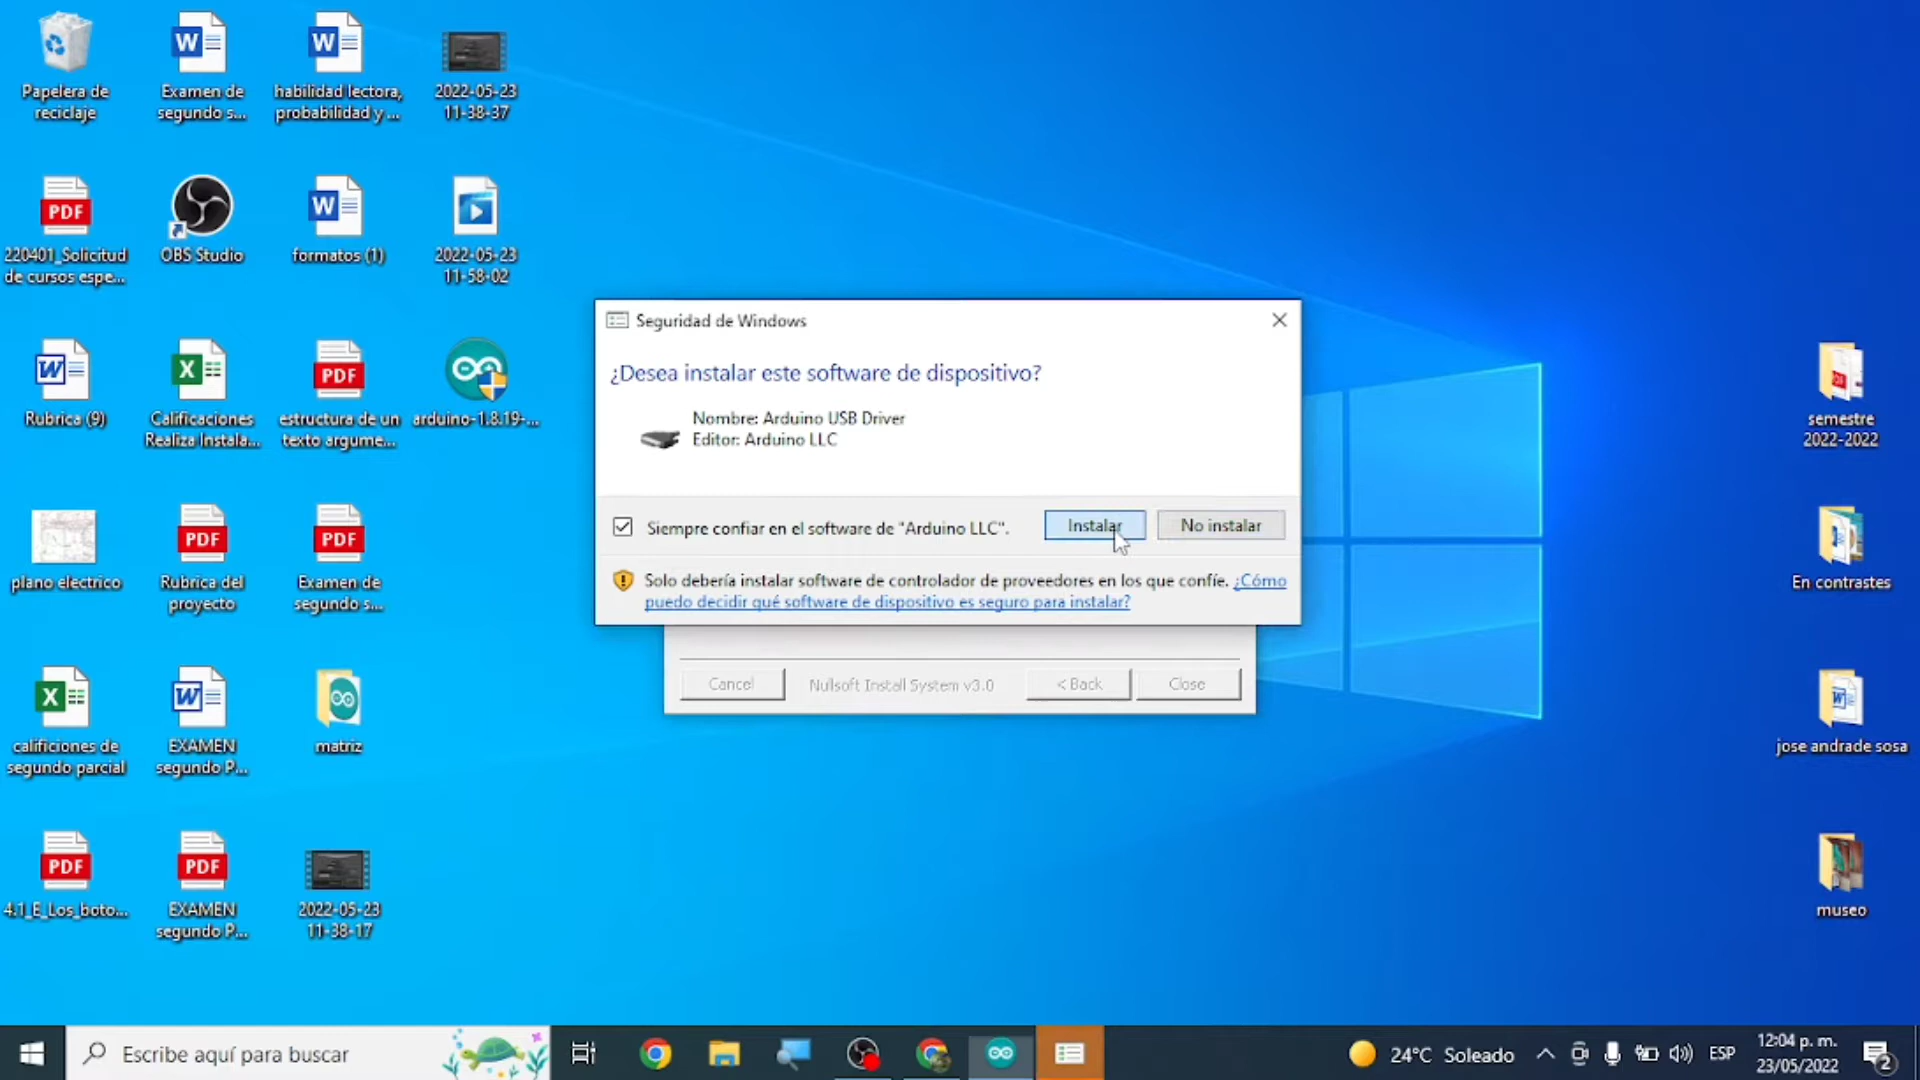 Papelera de
reciclaje
Examen de
segundo s...
habilidad lectora,
probabilidad y ...
2022-05-23
11-38-37
PDF
220401_Solicitud
de cursos espe...
OBS Studio
formatos (1)
2022-05-23
11-58-02
Rubrica (9)
Calificaciones
Realiza Instala...
PDF
estructura de un
texto argume...
arduino-1.8.19-...
plano electrico
PDF
Rubrica del
proyecto
PDF
Examen de
segundo s...
calificiones de
segundo parcial
EXAMEN
segundo P...
matriz
PDF
4.1_E_Los_boto...
PDF
EXAMEN
segundo P...
2022-05-23
11-38-17
Seguridad de Windows
¿Desea instalar este software de dispositivo?
Nombre: Arduino USB Driver
Editor: Arduino LLC
Siempre confiar en el software de "Arduino LLC".
Instalar
No instalar
Solo debería instalar software de controlador de proveedores en los que confíe. ¿Cómo
puedo decidir qué software de dispositivo es seguro para instalar?
Cancel
Nullsoft Install System v3.0
< Back
Close
semestre
2022-2022
En contrastes
jose andrade sosa
museo
Escribe aquí para buscar
24°C Soleado
ESP
12:04 p. m.
23/05/2022
2